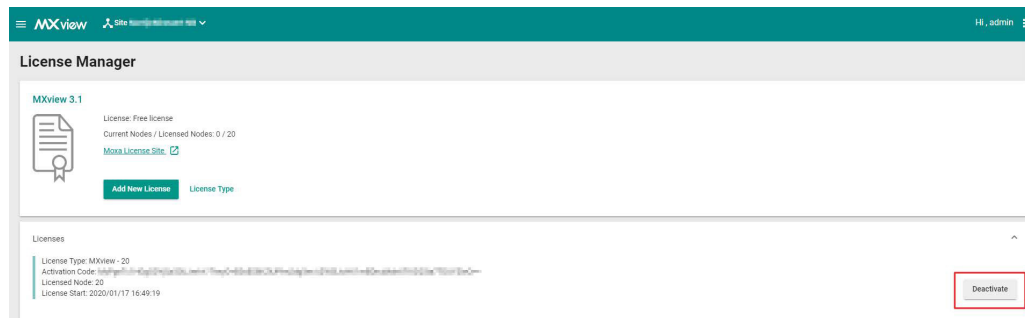 MXview Site
Hi , admin
License Manager
MXview 3.1
License: Free license
Current Nodes / Licensed Nodes: 0 / 20
Moxa License Site
Add New License License Type
Licenses
License Type: MXview - 20
Activation Code:
Licensed Node: 20
License Start: 2020/01/17 16:49:19
Deactivate